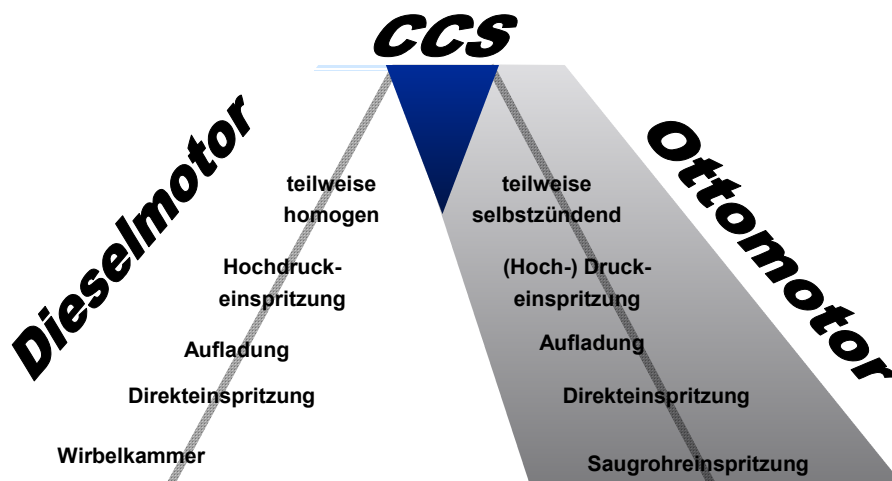 CCS
Dieselmotor
teilweise
homogen
Hochdruck-
einspritzung
Aufladung
Direkteinspritzung
Wirbelkammer
Ottomotor
teilweise
selbstzündend
(Hoch-) Druck-
einspritzung
Aufladung
Direkteinspritzung
Saugrohreinspritzung